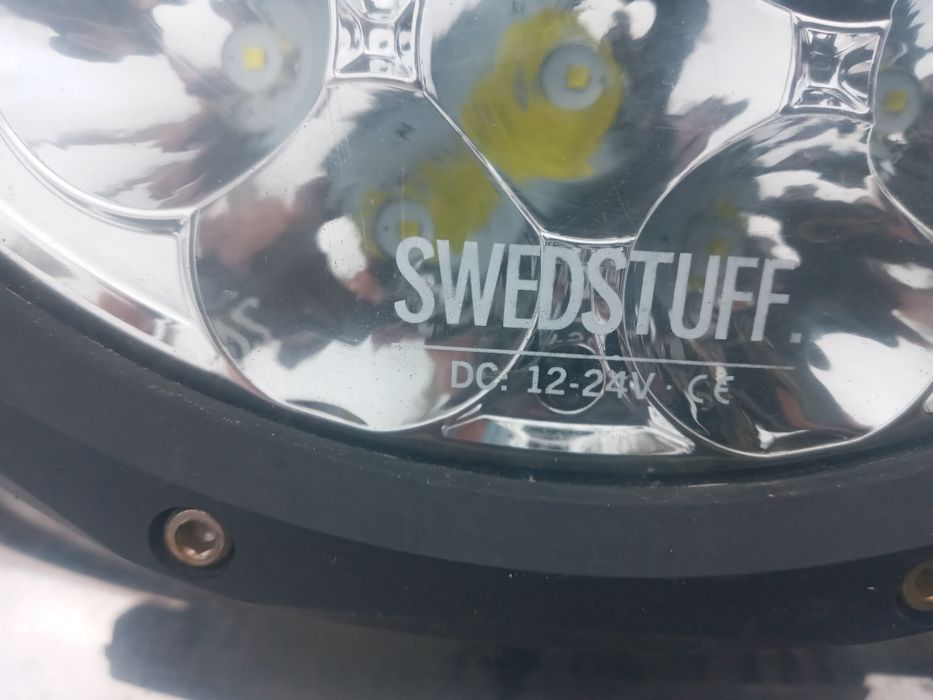 SWEDSTUFF.
DC: 12-24V · CE